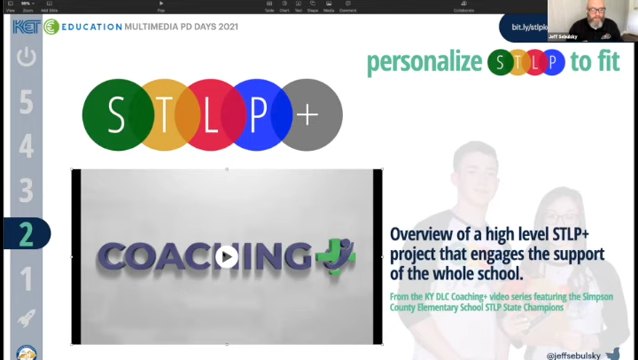 KET EDUCATION MULTIMEDIA PD DAYS 2021
bit.ly/stlpk
Jeff Sebulsky
personalize STLP to fit
STLP+
5
4
3
2
1
COACHING
Overview of a high level STLP+
project that engages the support
of the whole school.
From the KY DLC Coaching+ video series featuring the Simpson
County Elementary School STLP State Champions
@jeffsebulsky